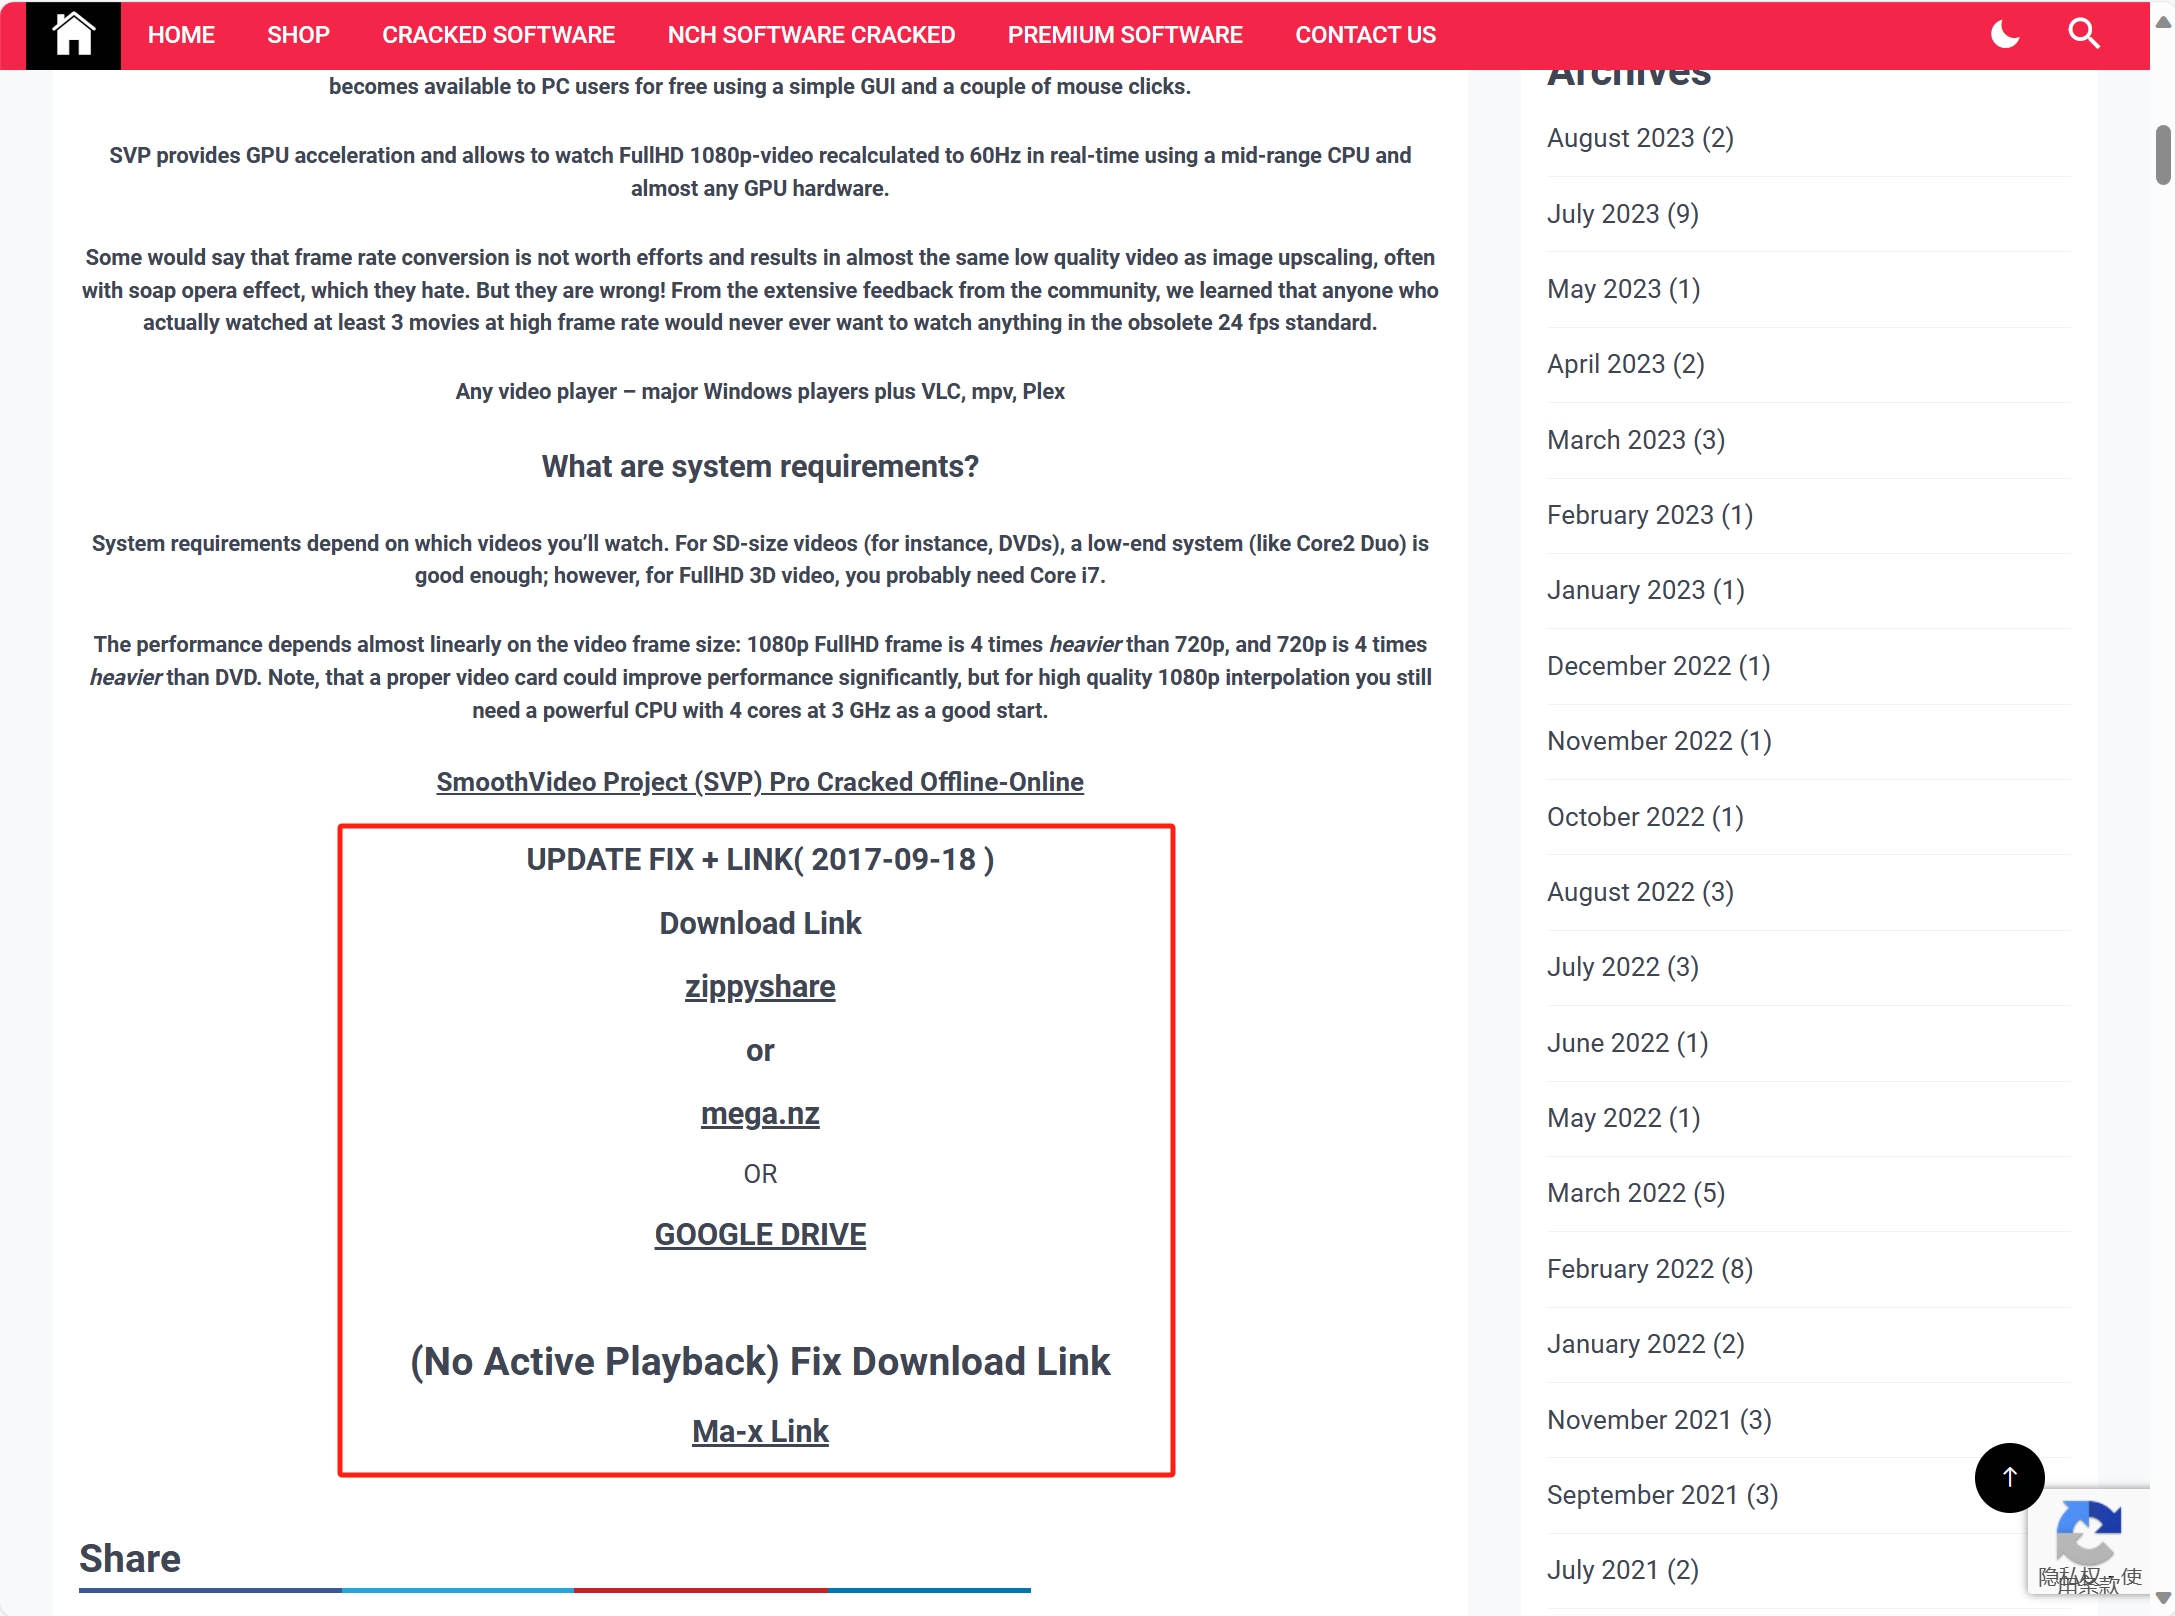 HOME SHOP CRACKED SOFTWARE NCH SOFTWARE CRACKED PREMIUM SOFTWARE CONTACT US
becomes available to PC users for free using a simple GUI and a couple of mouse clicks.
SVP provides GPU acceleration and allows to watch FullHD 1080p-video recalculated to 60Hz in real-time using a mid-range CPU and
almost any GPU hardware.
Some would say that frame rate conversion is not worth efforts and results in almost the same low quality video as image upscaling, often
with soap opera effect, which they hate. But they are wrong! From the extensive feedback from the community, we learned that anyone who
actually watched at least 3 movies at high frame rate would never ever want to watch anything in the obsolete 24 fps standard.
Any video player – major Windows players plus VLC, mpv, Plex
What are system requirements?
System requirements depend on which videos you’ll watch. For SD-size videos (for instance, DVDs), a low-end system (like Core2 Duo) is
good enough; however, for FullHD 3D video, you probably need Core i7.
The performance depends almost linearly on the video frame size: 1080p FullHD frame is 4 times heavier than 720p, and 720p is 4 times
heavier than DVD. Note, that a proper video card could improve performance significantly, but for high quality 1080p interpolation you still
need a powerful CPU with 4 cores at 3 GHz as a good start.
SmoothVideo Project (SVP) Pro Cracked Offline-Online
UPDATE FIX + LINK( 2017-09-18 )
Download Link
zippyshare
or
mega.nz
OR
GOOGLE DRIVE
(No Active Playback) Fix Download Link
Ma-x Link
Share
Archives
August 2023 (2)
July 2023 (9)
May 2023 (1)
April 2023 (2)
March 2023 (3)
February 2023 (1)
January 2023 (1)
December 2022 (1)
November 2022 (1)
October 2022 (1)
August 2022 (3)
July 2022 (3)
June 2022 (1)
May 2022 (1)
March 2022 (5)
February 2022 (8)
January 2022 (2)
November 2021 (3)
September 2021 (3)
July 2021 (2)
隐私权 - 使
用条款